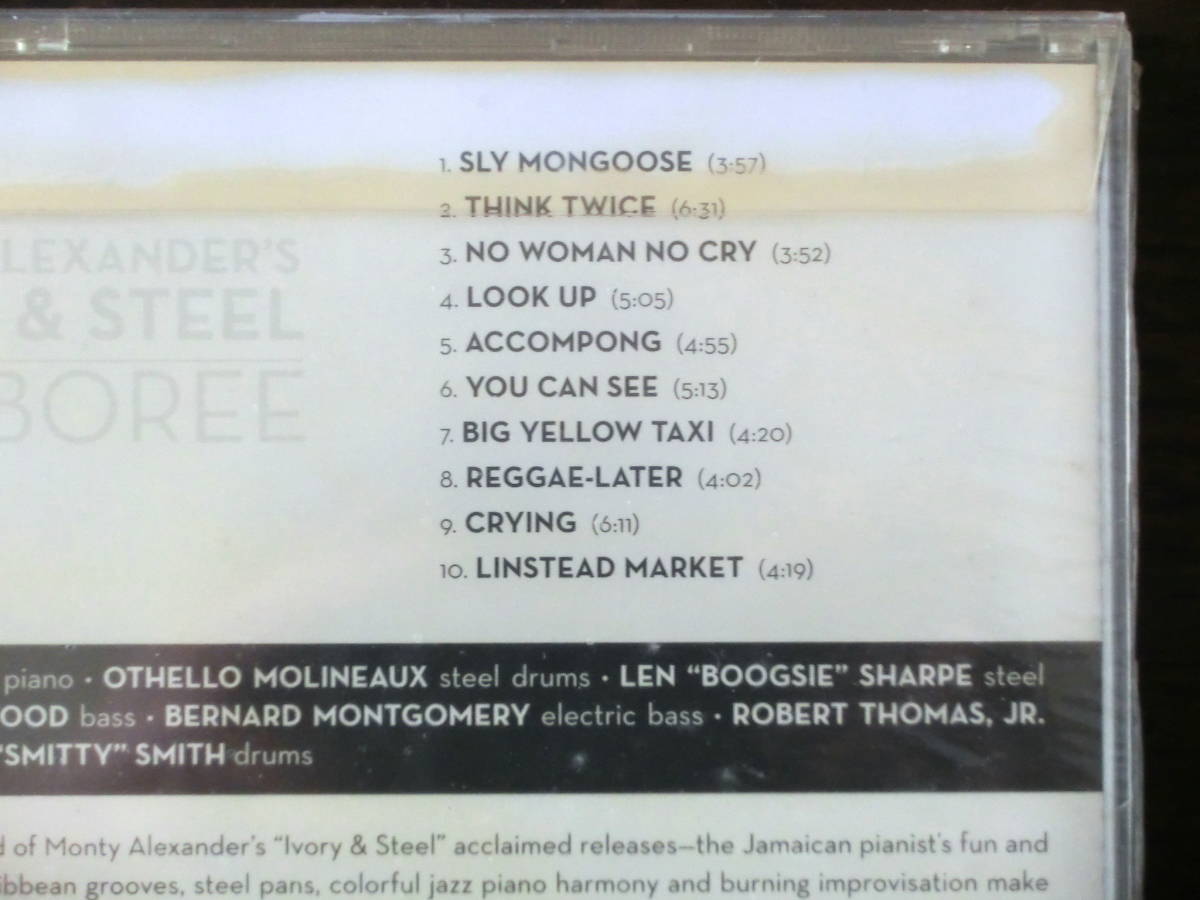 1. SLY MONGOOSE (3:57)
2. THINK TWICE (6:31)
3. NO WOMAN NO CRY (3:52)
4. LOOK UP (5:05)
5. ACCOMPONG (4:55)
6. YOU CAN SEE (5:13)
7. BIG YELLOW TAXI (4:20)
8. REGGAE-LATER (4:02)
9. CRYING (6:11)
10. LINSTEAD MARKET (4:19)
LEXANDER'S
& STEEL
BOREE
piano · OTHELLO MOLINEAUX steel drums · LEN “BOOGSIE” SHARPE steel
OOD bass · BERNARD MONTGOMERY electric bass · ROBERT THOMAS, JR.
“SMITTY” SMITH drums
d of Monty Alexander's “Ivory & Steel” acclaimed releases—the Jamaican pianist's fun and
ibbean grooves, steel pans, colorful jazz piano harmony and burning improvisation make